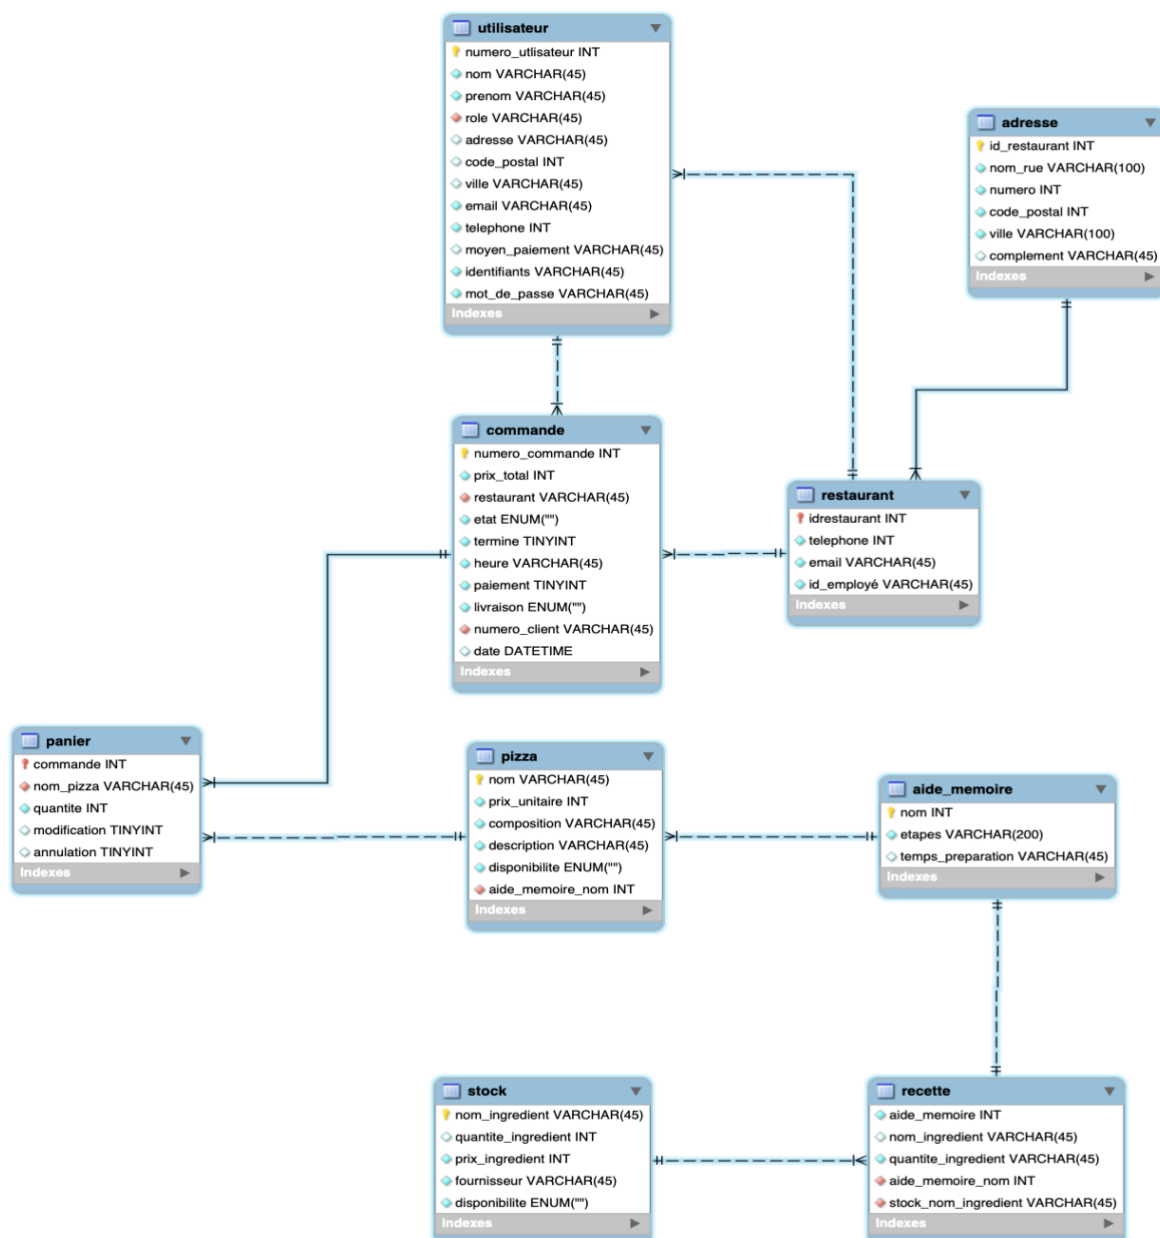 utilisateur
numero_utlisateur INT
nom VARCHAR(45)
prenom VARCHAR(45)
role VARCHAR(45)
adresse VARCHAR(45)
code_postal INT
ville VARCHAR(45)
email VARCHAR(45)
telephone INT
moyen_paiement VARCHAR(45)
identifiants VARCHAR(45)
mot_de_passe VARCHAR(45)
Indexes
adresse
id_restaurant INT
nom_rue VARCHAR(100)
numero INT
code_postal INT
ville VARCHAR(100)
complement VARCHAR(45)
Indexes
commande
numero_commande INT
prix_total INT
restaurant VARCHAR(45)
etat ENUM("")
termine TINYINT
heure VARCHAR(45)
paiement TINYINT
livraison ENUM("")
numero_client VARCHAR(45)
date DATETIME
Indexes
restaurant
idrestaurant INT
telephone INT
email VARCHAR(45)
id_employé VARCHAR(45)
Indexes
panier
commande INT
nom_pizza VARCHAR(45)
quantite INT
modification TINYINT
annulation TINYINT
Indexes
pizza
nom VARCHAR(45)
prix_unitaire INT
composition VARCHAR(45)
description VARCHAR(45)
disponibilite ENUM("")
aide_memoire_nom INT
Indexes
aide_memoire
nom INT
etapes VARCHAR(200)
temps_preparation VARCHAR(45)
Indexes
stock
nom_ingredient VARCHAR(45)
quantite_ingredient INT
prix_ingredient INT
fournisseur VARCHAR(45)
disponibilite ENUM("")
Indexes
recette
aide_memoire INT
nom_ingredient VARCHAR(45)
quantite_ingredient VARCHAR(45)
aide_memoire_nom INT
stock_nom_ingredient VARCHAR(45)
Indexes